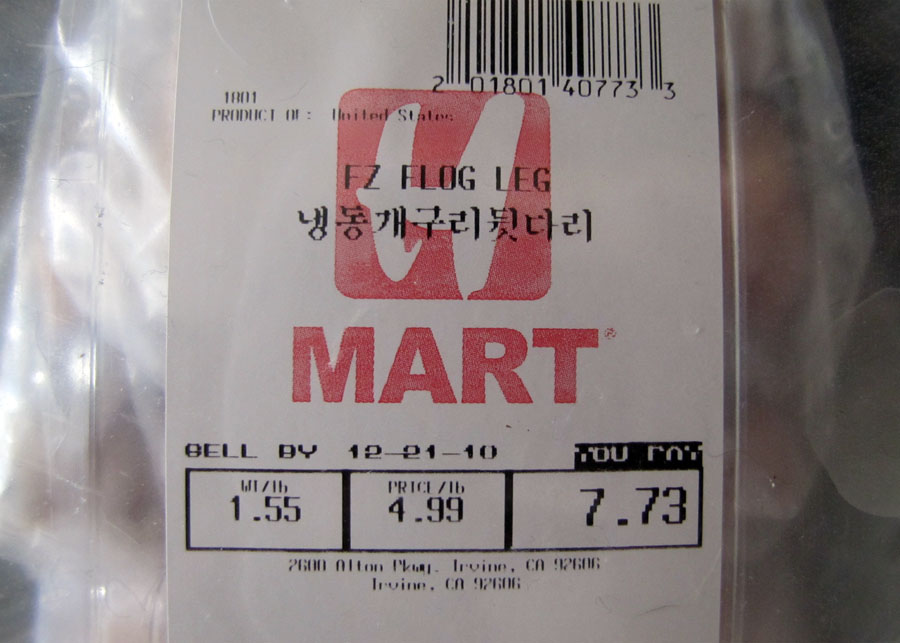 2 01801 40773 3
1801
PRODUCT OF: United States
FZ FLOG LEG
냉동개구리뒷다리
H
MART®
SELL BY 12-21-10 YOU PAY
WT/lb PRICE/lb
1.55 4.99 7.73
2600 Alton Pkwy. Irvine, CA 92606
Irvine, CA 92606